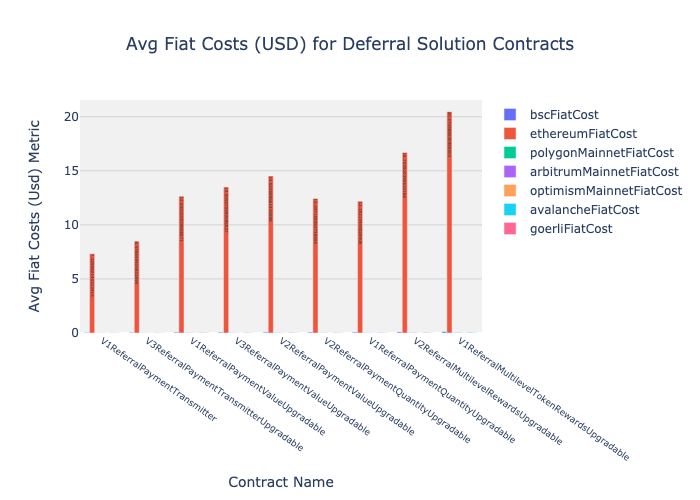 Avg Fiat Costs (USD) for Deferral Solution Contracts
Avg Fiat Costs (Usd) Metric
20
15
10
5
0
bscFiatCost
ethereumFiatCost
polygonMainnetFiatCost
arbitrumMainnetFiatCost
optimismMainnetFiatCost
avalancheFiatCost
goerliFiatCost
V1ReferralPaymentTransmitter
V3ReferralPaymentTransmitterUpgradable
V1ReferralPaymentValueUpgradable
V3ReferralPaymentValueUpgradable
V2ReferralPaymentValueUpgradable
V2ReferralPaymentQuantityUpgradable
V1ReferralPaymentQuantityUpgradable
V2ReferralMultilevelRewardsUpgradable
V1ReferralMultilevelTokenRewardsUpgradable
Contract Name